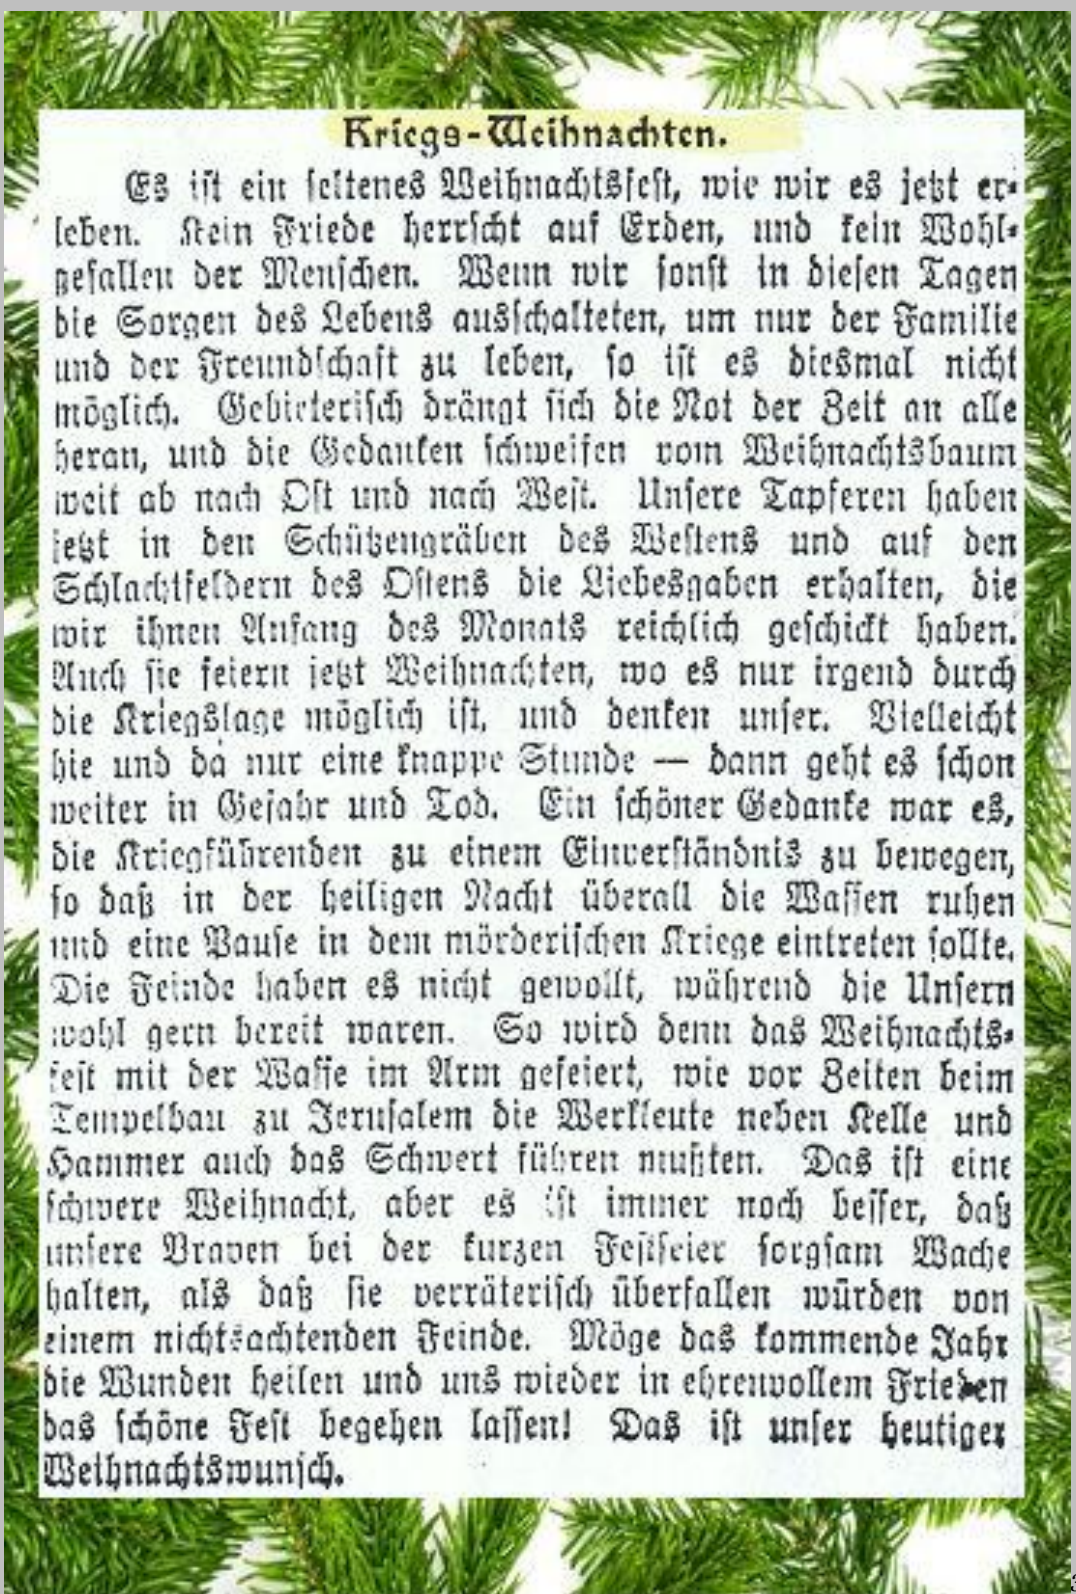 Kriegs-Weihnachten.
Es ist ein seltenes Weihnachtsfest, wie wir es jetzt er-
leben. Kein Friede herrscht auf Erden, und kein Wohl-
gefallen der Menschen. Wenn wir sonst in diesen Tagen
die Sorgen des Lebens ausschalteten, um nur der Familie
und der Freundschaft zu leben, so ist es diesmal nicht
möglich. Gebieterisch drängt sich die Not der Zeit an alle
heran, und die Gedanken schweifen vom Weihnachtsbaum
weit ab nach Ost und nach West. Unsere Tapferen haben
jetzt in den Schützengräben des Westens und auf den
Schlachtfeldern des Ostens die Liebesgaben erhalten, die
wir ihnen Anfang des Monats reichlich geschickt haben.
Auch sie feiern jetzt Weihnachten, wo es nur irgend durch
die Kriegslage möglich ist, und denken unser. Vielleicht
hie und da nur eine knappe Stunde — dann geht es schon
weiter in Gefahr und Tod. Ein schöner Gedanke war es,
die Kriegführenden zu einem Einverständnis zu bewegen,
so daß in der heiligen Nacht überall die Waffen ruhen
und eine Pause in dem mörderischen Kriege eintreten sollte.
Die Feinde haben es nicht gewollt, während die Unsern
wohl gern bereit waren. So wird denn das Weihnachts-
fest mit der Waffe im Arm gefeiert, wie vor Zeiten beim
Tempelbau zu Jerusalem die Werkleute neben Kelle und
Hammer auch das Schwert führen mußten. Das ist eine
schwere Weihnacht, aber es ist immer noch besser, daß
unsere Braven bei der kurzen Festfeier sorgsam Wache
halten, als daß sie verräterisch überfallen würden von
einem nichtsachtenden Feinde. Möge das kommende Jahr
die Wunden heilen und uns wieder in ehrenvollem Frieden
das schöne Fest begehen lassen! Das ist unser heutiger
Weihnachtswunsch.